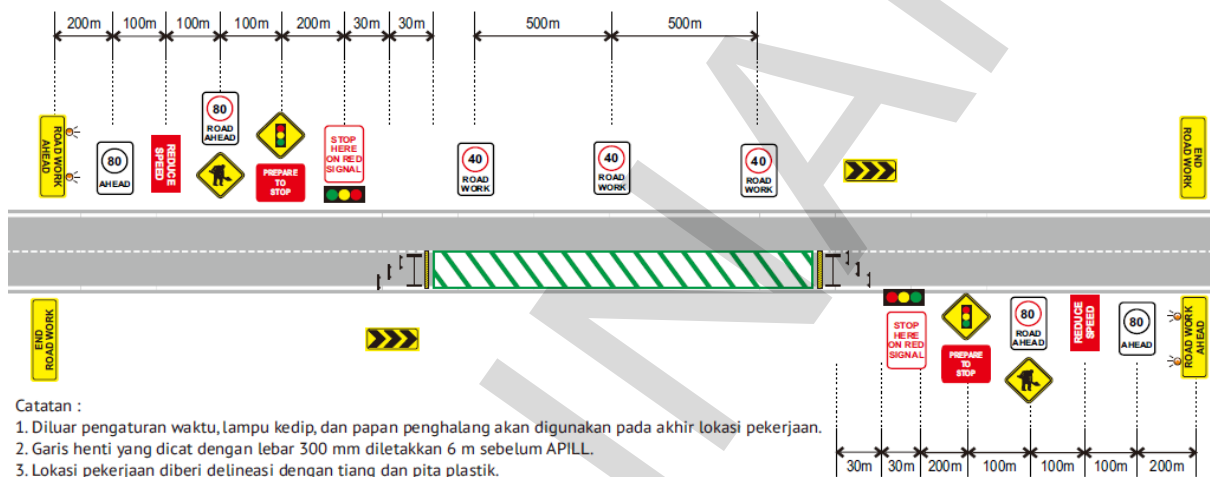 200m 100m 100m 100m 200m 30m 30m 500m 500m
ROAD WORK
AHEAD
80
AHEAD
REDUCE
SPEED
80
ROAD
AHEAD
PREPARE
TO
STOP
STOP
HERE
ON RED
SIGNAL
40
ROAD
WORK
40
ROAD
WORK
40
ROAD
WORK
END
ROAD WORK
END
ROAD WORK
STOP
HERE
ON RED
SIGNAL
PREPARE
TO
STOP
80
ROAD
AHEAD
REDUCE
SPEED
80
AHEAD
ROAD WORK
AHEAD
Catatan :
1. Diluar pengaturan waktu, lampu kedip, dan papan penghalang akan digunakan pada akhir lokasi pekerjaan.
2. Garis henti yang dicat dengan lebar 300 mm diletakkan 6 m sebelum APILL.
3. Lokasi pekerjaan diberi delineasi dengan tiang dan pita plastik.
30m 30m 200m 100m 100m 100m 200m